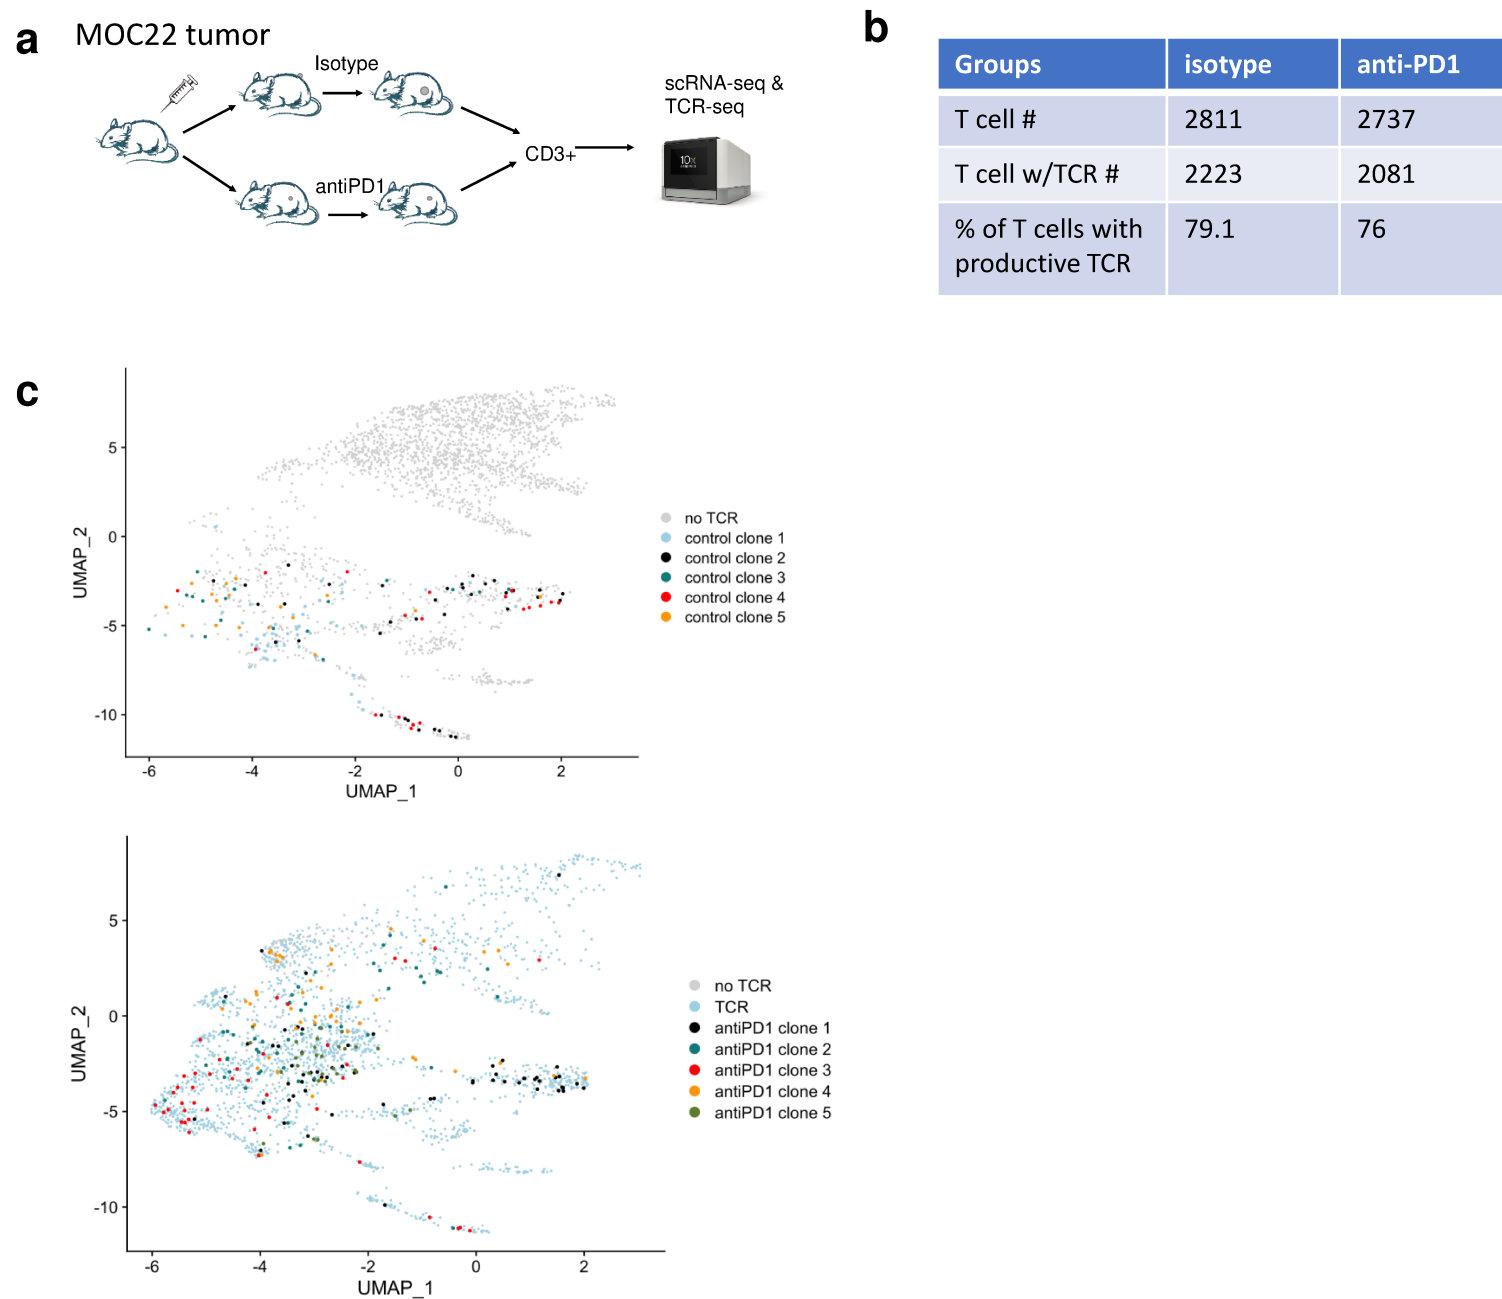 a
MOC22 tumor
Isotype
antiPD1
CD3+
scRNA-seq &
TCR-seq
10x
b
Groups isotype anti-PD1
T cell # 2811 2737
T cell w/TCR # 2223 2081
% of T cells with productive TCR 79.1 76
c
5
0
-5
-10
UMAP_2
-6 -4 -2 0 2
UMAP_1
no TCR
control clone 1
control clone 2
control clone 3
control clone 4
control clone 5
5
0
-5
-10
UMAP_2
-6 -4 -2 0 2
UMAP_1
no TCR
TCR
antiPD1 clone 1
antiPD1 clone 2
antiPD1 clone 3
antiPD1 clone 4
antiPD1 clone 5